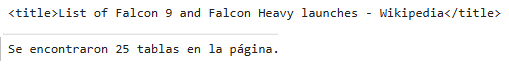 <title>List of Falcon 9 and Falcon Heavy launches - Wikipedia</title>
Se encontraron 25 tablas en la página.